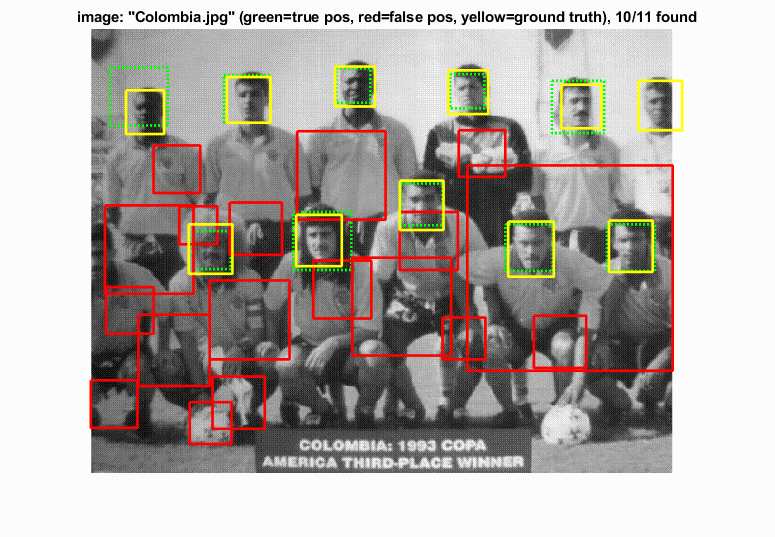 image: "Colombia.jpg" (green=true pos, red=false pos, yellow=ground truth), 10/11 found
COLOMBIA: 1993 COPA
AMERICA THIRD-PLACE WINNER